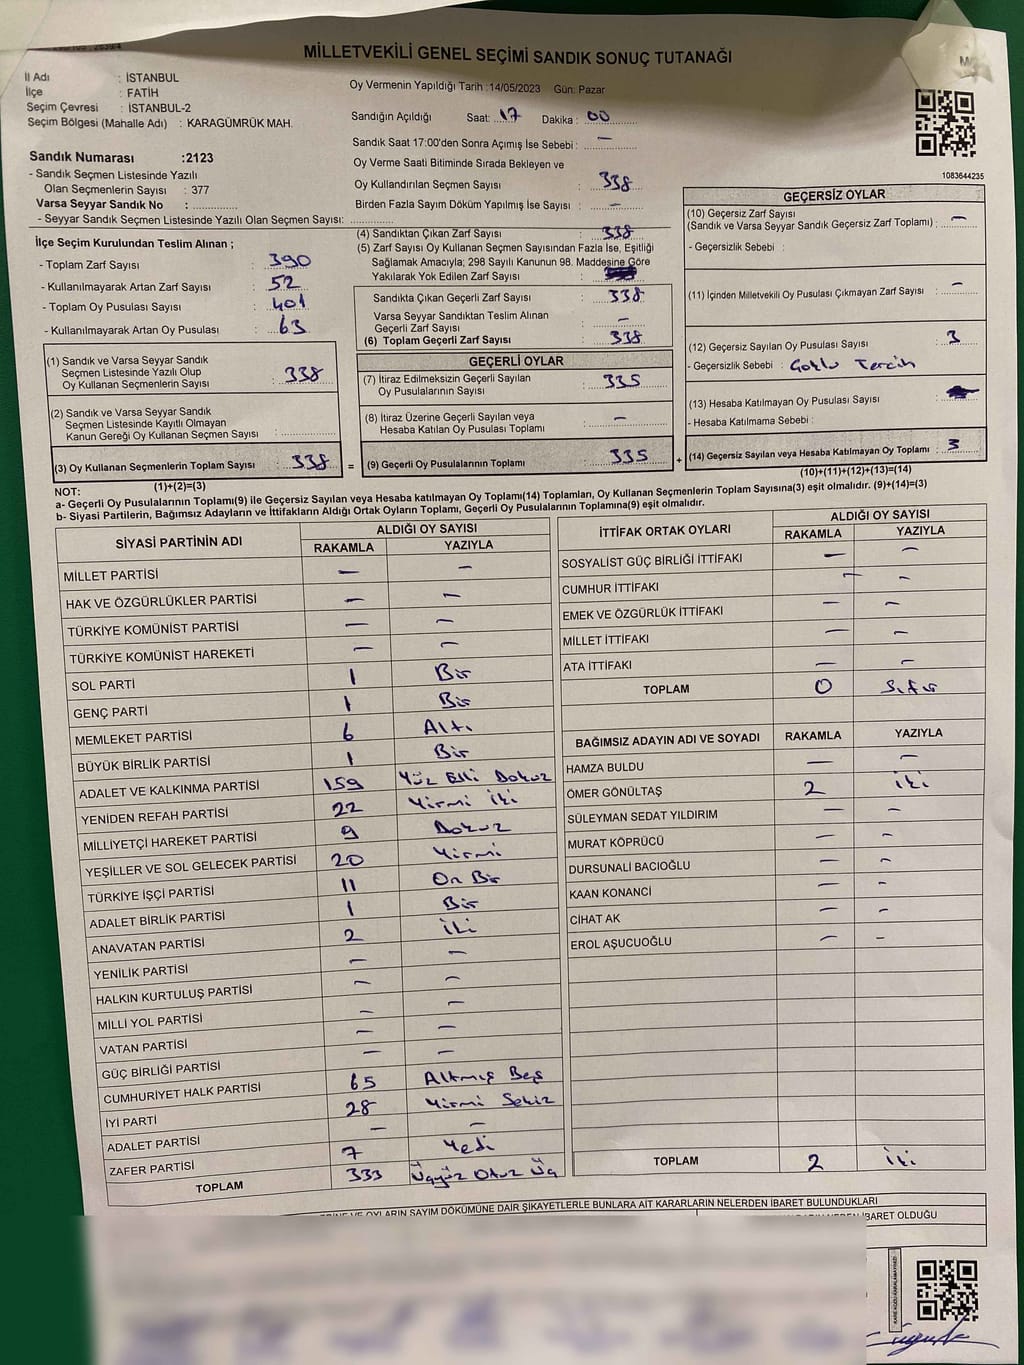 MİLLETVEKİLİ GENEL SEÇİMİ SANDIK SONUÇ TUTANAĞI
İl Adı : İSTANBUL
İlçe : FATİH
Seçim Çevresi : İSTANBUL-2
Seçim Bölgesi (Mahalle Adı) : KARAGÜMRÜK MAH.
Oy Vermenin Yapıldığı Tarih :14/05/2023 Gün: Pazar
Sandığın Açıldığı Saat: 17 Dakika : 00
Sandık Saat 17:00'den Sonra Açımış İse Sebebi : —
Oy Verme Saati Bitiminde Sırada Bekleyen ve
Oy Kullandırılan Seçmen Sayısı : 338
Birden Fazla Sayım Döküm Yapılmış İse Sayısı : —
Sandık Numarası :2123
- Sandık Seçmen Listesinde Yazılı
Olan Seçmenlerin Sayısı : 377
Varsa Seyyar Sandık No :
- Seyyar Sandık Seçmen Listesinde Yazılı Olan Seçmen Sayısı:
1083644235
İlçe Seçim Kurulundan Teslim Alınan ;
- Toplam Zarf Sayısı : 390
- Kullanılmayarak Artan Zarf Sayısı : 52
- Toplam Oy Pusulası : 401
- Kullanılmayarak Artan Oy Pusulası : 63
(1) Sandık ve Varsa Seyyar Sandık
Seçmen Listesinde Yazılı Olup
Oy Kullanan Seçmenlerin Sayısı : 338
(2) Sandık ve Varsa Seyyar Sandık
Seçmen Listesinde Kayıtlı Olmayan
Kanun Gereği Oy Kullanan Seçmen Sayısı :
(3) Oy Kullanan Seçmenlerin Toplam Sayısı : 338
(1)+(2)=(3)
(4) Sandıktan Çıkan Zarf Sayısı : 338
(5) Zarf Sayısı Oy Kullanan Seçmen Sayısından Fazla İse, Eşitliği
Sağlamak Amacıyla; 298 Sayılı Kanunun 98. Maddesine Göre
Yakılarak Yok Edilen Zarf Sayısı :
Sandıkta Çıkan Geçerli Zarf Sayısı : 338
Varsa Seyyar Sandıktan Teslim Alınan
Geçerli Zarf Sayısı : —
(6) Toplam Geçerli Zarf Sayısı : 338
GEÇERLİ OYLAR
(7) İtiraz Edilmeksizin Geçerli Sayılan
Oy Pusulalarının Sayısı : 335
(8) İtiraz Üzerine Geçerli Sayılan veya
Hesaba Katılan Oy Pusulası Toplamı : —
= (9) Geçerli Oy Pusulalarının Toplamı : 335
GEÇERSİZ OYLAR
(10) Geçersiz Zarf Sayısı
(Sandık ve Varsa Seyyar Sandık Geçersiz Zarf Toplamı) : —
- Geçersizlik Sebebi :
(11) İçinden Milletvekili Oy Pusulası Çıkmayan Zarf Sayısı : —
(12) Geçersiz Sayılan Oy Pusulası Sayısı : 3
- Geçersizlik Sebebi : Çoklu Tercih
(13) Hesaba Katılmayan Oy Pusulası Sayısı :
- Hesaba Katılmama Sebebi :
+ (14) Geçersiz Sayılan veya Hesaba Katılmayan Oy Toplamı : 3
(10)+(11)+(12)+(13)=(14)
NOT:
a- Geçerli Oy Pusulalarının Toplamı(9) ile Geçersiz Sayılan veya Hesaba katılmayan Oy Toplamı(14) Toplamları, Oy Kullanan Seçmenlerin Toplam Sayısına(3) eşit olmalıdır. (9)+(14)=(3)
b- Siyasi Partilerin, Bağımsız Adayların ve İttifakların Aldığı Ortak Oyların Toplamı, Geçerli Oy Pusulalarının Toplamına(9) eşit olmalıdır.
SİYASİ PARTİNİN ADI ALDIĞI OY SAYISI
RAKAMLA YAZIYLA
MİLLET PARTİSİ — —
HAK VE ÖZGÜRLÜKLER PARTİSİ — —
TÜRKİYE KOMÜNİST PARTİSİ — —
TÜRKİYE KOMÜNİST HAREKETİ — —
SOL PARTİ 1 Bir
GENÇ PARTİ 1 Bir
MEMLEKET PARTİSİ 6 Altı
BÜYÜK BİRLİK PARTİSİ 1 Bir
ADALET VE KALKINMA PARTİSİ 159 Yüz Elli Dokuz
YENİDEN REFAH PARTİSİ 22 Yirmi İki
MİLLİYETÇİ HAREKET PARTİSİ 9 Dokuz
YEŞİLLER VE SOL GELECEK PARTİSİ 20 Yirmi
TÜRKİYE İŞÇİ PARTİSİ 11 On Bir
ADALET BİRLİK PARTİSİ 1 Bir
ANAVATAN PARTİSİ 2 İki
YENİLİK PARTİSİ — —
HALKIN KURTULUŞ PARTİSİ — —
MİLLİ YOL PARTİSİ — —
VATAN PARTİSİ — —
GÜÇ BİRLİĞİ PARTİSİ — —
CUMHURİYET HALK PARTİSİ 65 Altmış Beş
İYİ PARTİ 28 Yirmi Sekiz
ADALET PARTİSİ — —
ZAFER PARTİSİ 7 Yedi
TOPLAM 333 Üçyüz Otuz Üç
İTTİFAK ORTAK OYLARI ALDIĞI OY SAYISI
RAKAMLA YAZIYLA
SOSYALİST GÜÇ BİRLİĞİ İTTİFAKI — —
CUMHUR İTTİFAKI — —
EMEK VE ÖZGÜRLÜK İTTİFAKI — —
MİLLET İTTİFAKI — —
ATA İTTİFAKI — —
TOPLAM 0 Sıfır
BAĞIMSIZ ADAYIN ADI VE SOYADI RAKAMLA YAZIYLA
HAMZA BULDU — —
ÖMER GÖNÜLTAŞ 2 İki
SÜLEYMAN SEDAT YILDIRIM — —
MURAT KÖPRÜCÜ — —
DURSUNALİ BACIOĞLU — —
KAAN KONANCİ — —
CİHAT AK — —
EROL AŞUCUOĞLU — —
TOPLAM 2 İki
VE OYLARIN SAYIM DÖKÜMÜNE DAİR ŞİKAYETLERLE BUNLARA AİT KARARLARIN NELERDEN İBARET BULUNDUKLARI
İBARET OLDUĞU